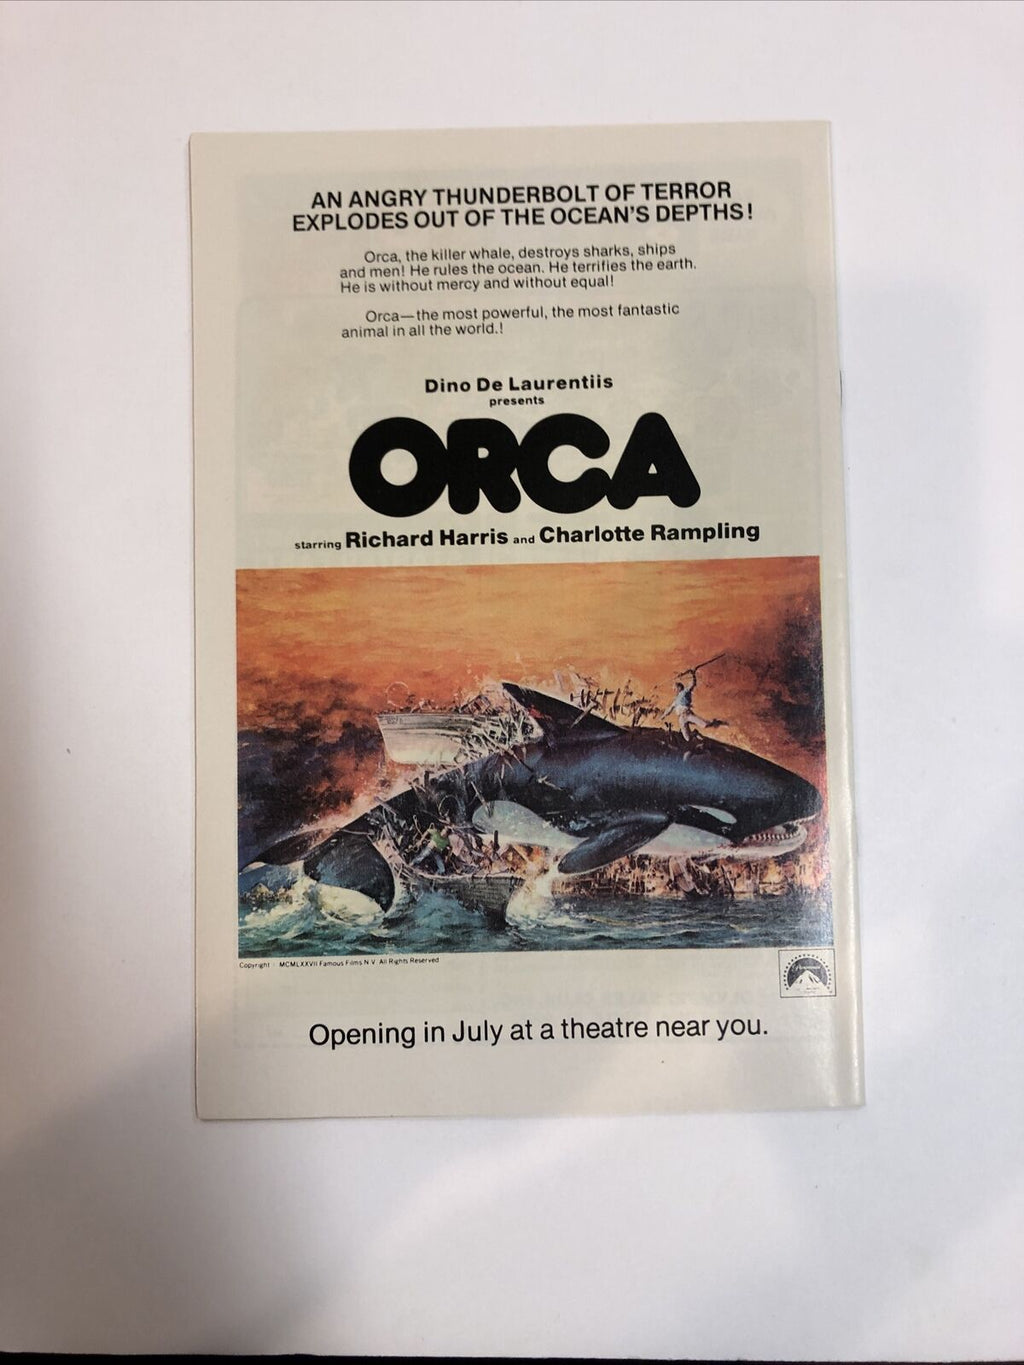 AN ANGRY THUNDERBOLT OF TERROR
EXPLODES OUT OF THE OCEAN'S DEPTHS!
Orca, the killer whale, destroys sharks, ships
and men! He rules the ocean. He terrifies the earth.
He is without mercy and without equal!
Orca—the most powerful, the most fantastic
animal in all the world.!
Dino De Laurentiis
presents
ORCA
starring Richard Harris and Charlotte Rampling
Copyright MCMLXXVII Famous Films N.V. All Rights Reserved
Paramount
Opening in July at a theatre near you.